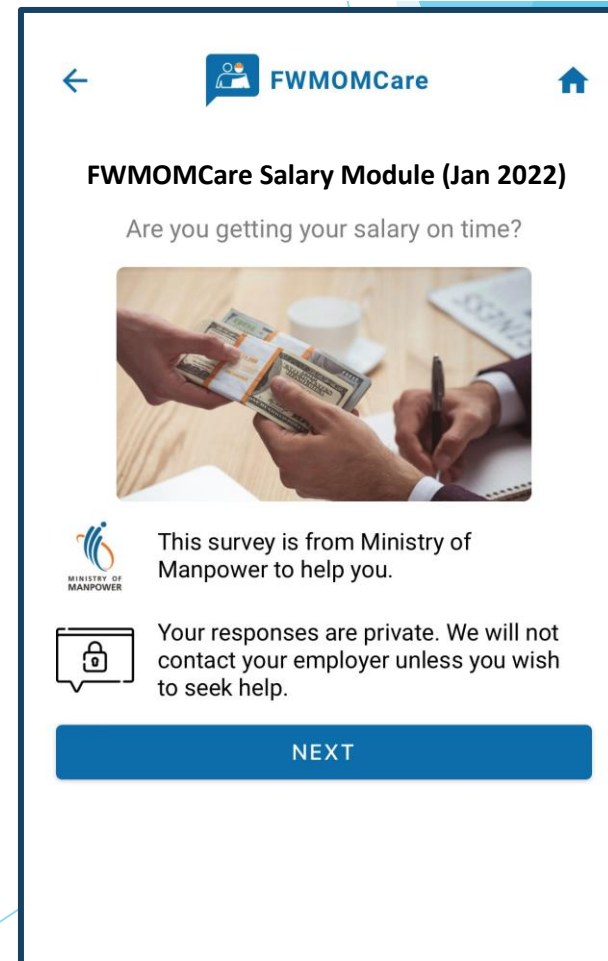 FWMOMCare
FWMOMCare Salary Module (Jan 2022)
Are you getting your salary on time?
MINISTRY OF
MANPOWER
This survey is from Ministry of
Manpower to help you.
Your responses are private. We will not
contact your employer unless you wish
to seek help.
NEXT